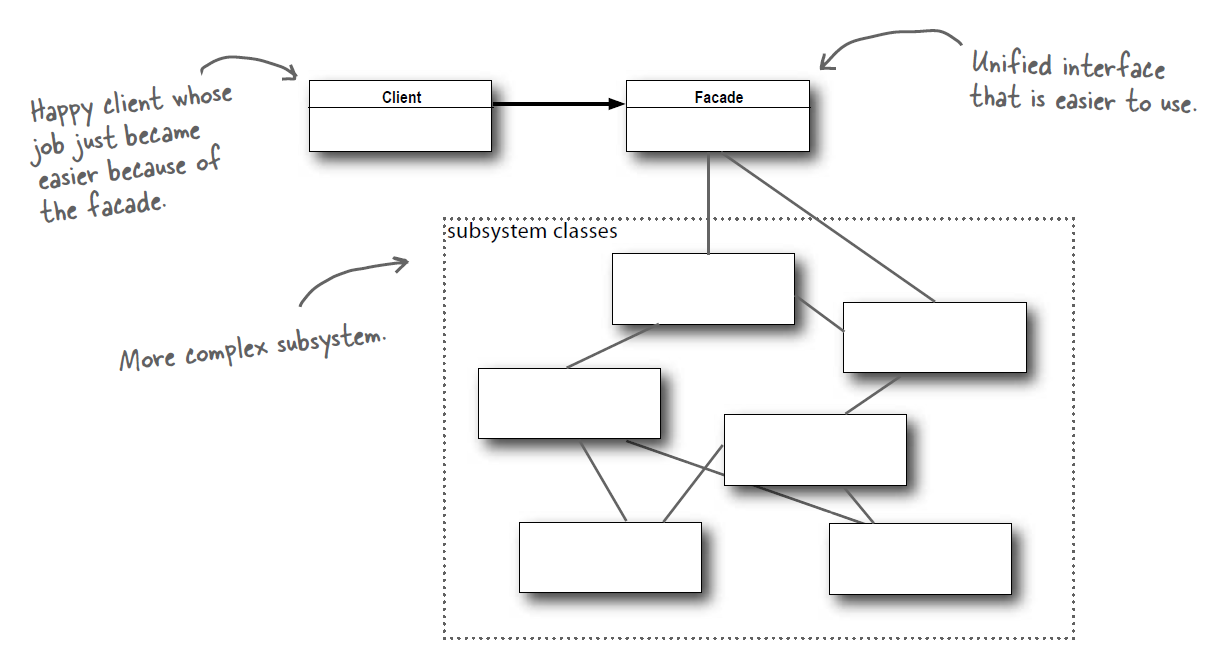 Happy client whose
job just became
easier because of
the facade.
Client
Facade
Unified interface
that is easier to use.
subsystem classes
More complex subsystem.